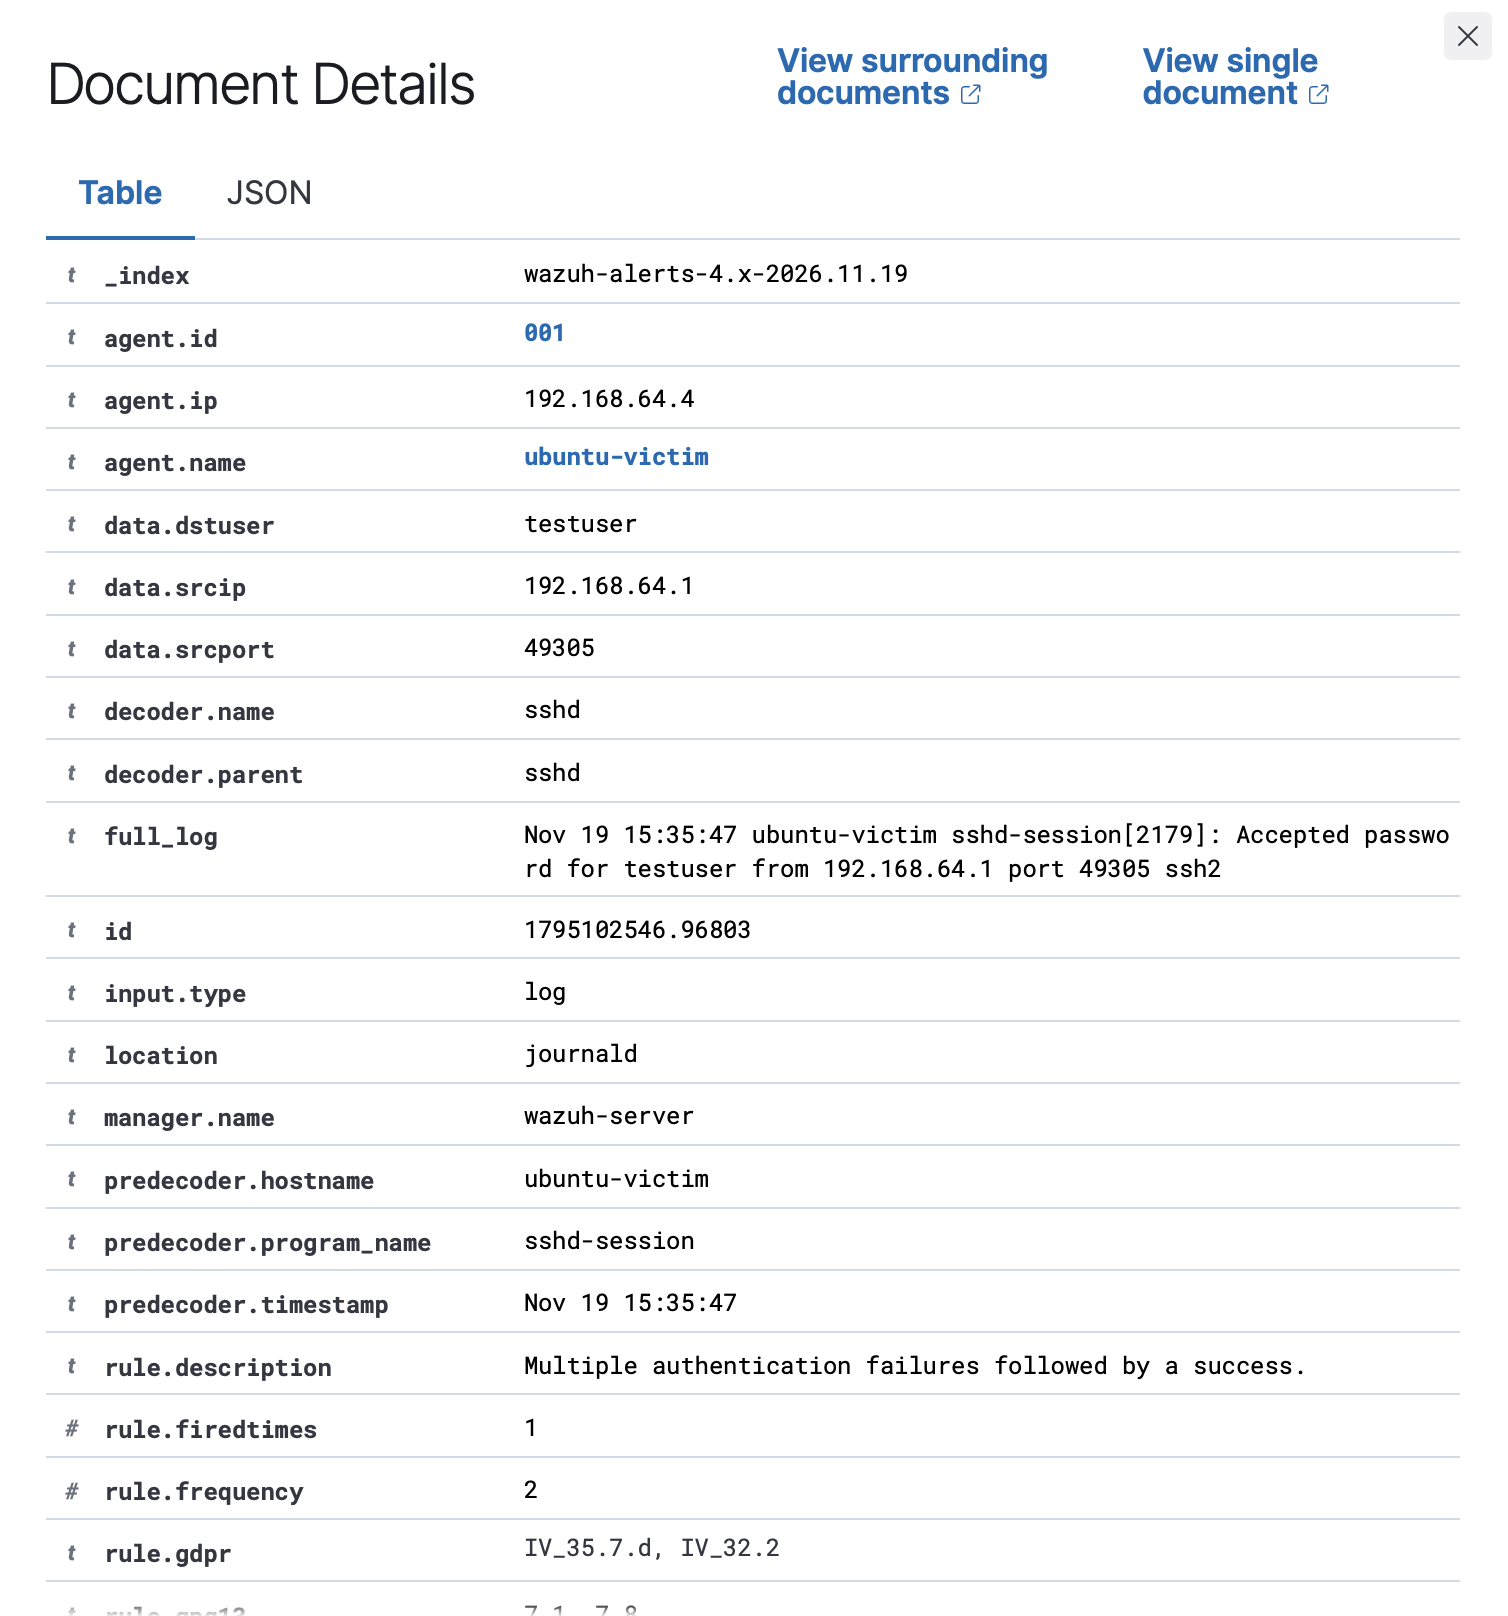 Document Details
View surrounding
documents
View single
document
Table
JSON
t _index wazuh-alerts-4.x-2026.11.19
t agent.id 001
t agent.ip 192.168.64.4
t agent.name ubuntu-victim
t data.dstuser testuser
t data.srcip 192.168.64.1
t data.srcport 49305
t decoder.name sshd
t decoder.parent sshd
t full_log Nov 19 15:35:47 ubuntu-victim sshd-session[2179]: Accepted passwo
rd for testuser from 192.168.64.1 port 49305 ssh2
t id 1795102546.96803
t input.type log
t location journald
t manager.name wazuh-server
t predecoder.hostname ubuntu-victim
t predecoder.program_name sshd-session
t predecoder.timestamp Nov 19 15:35:47
t rule.description Multiple authentication failures followed by a success.
# rule.firedtimes 1
# rule.frequency 2
t rule.gdpr IV_35.7.d, IV_32.2